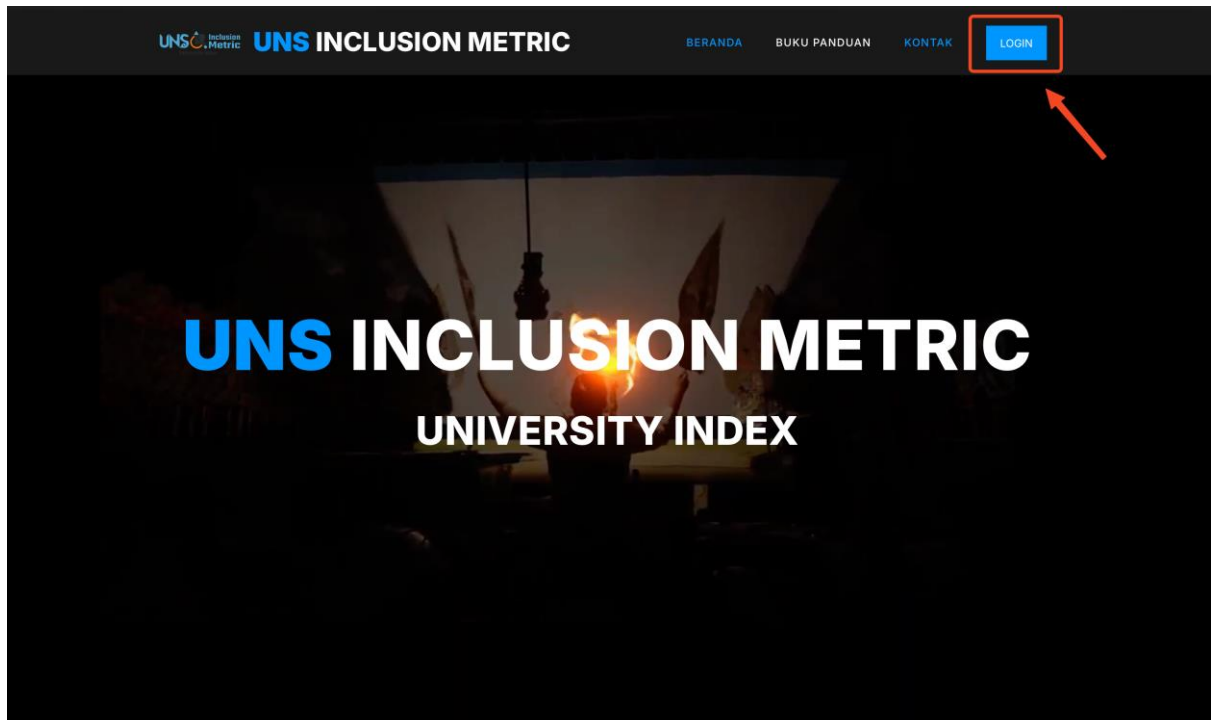 UNS Inclusion Metric UNS INCLUSION METRIC BERANDA BUKU PANDUAN KONTAK LOGIN
UNS INCLUSION METRIC
UNIVERSITY INDEX